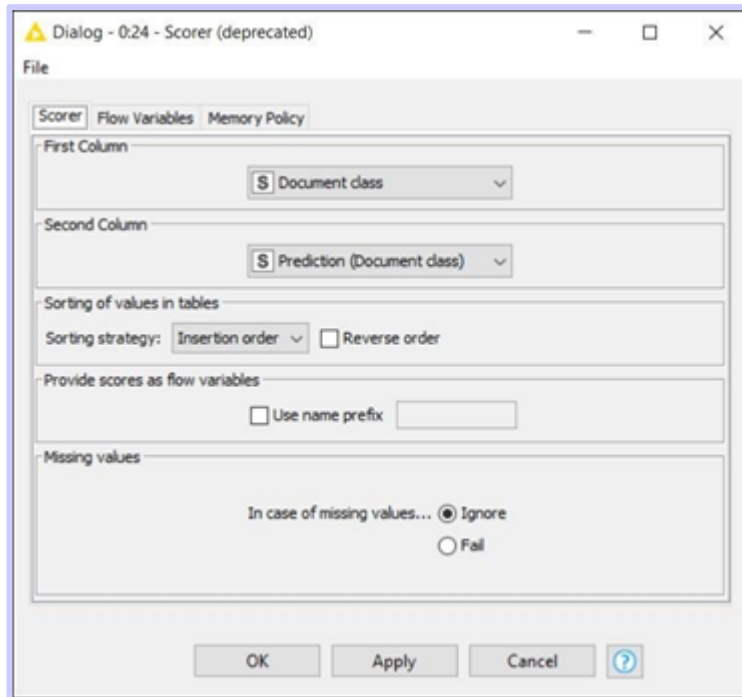 Dialog - 0:24 - Scorer (deprecated)
File
Scorer Flow Variables Memory Policy
First Column
S Document class
Second Column
S Prediction (Document class)
Sorting of values in tables
Sorting strategy: Insertion order Reverse order
Provide scores as flow variables
Use name prefix
Missing values
In case of missing values... Ignore
Fail
OK Apply Cancel ?